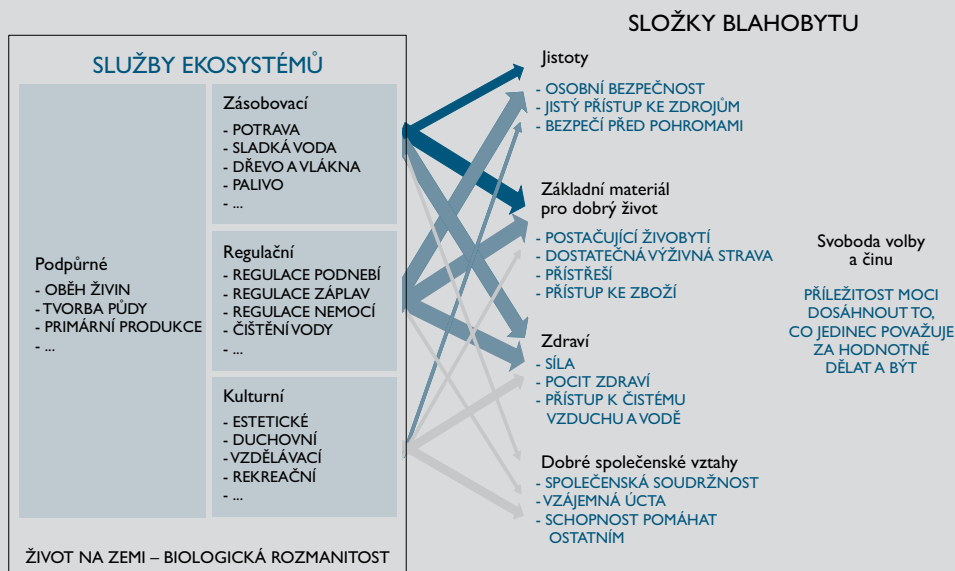 SLOŽKY BLAHOBYTU
SLUŽBY EKOSYSTÉMŮ
Podpůrné
- OBĚH ŽIVIN
- TVORBA PŮDY
- PRIMÁRNÍ PRODUKCE
- ...
Zásobovací
- POTRAVA
- SLADKÁ VODA
- DŘEVO A VLÁKNA
- PALIVO
- ...
Regulační
- REGULACE PODNEBÍ
- REGULACE ZÁPLAV
- REGULACE NEMOCÍ
- ČIŠTĚNÍ VODY
- ...
Kulturní
- ESTETICKÉ
- DUCHOVNÍ
- VZDĚLÁVACÍ
- REKREAČNÍ
- ...
ŽIVOT NA ZEMI – BIOLOGICKÁ ROZMANITOST
Jistoty
- OSOBNÍ BEZPEČNOST
- JISTÝ PŘÍSTUP KE ZDROJŮM
- BEZPEČÍ PŘED POHROMAMI
Základní materiál
pro dobrý život
- POSTAČUJÍCÍ ŽIVOBYTÍ
- DOSTATEČNÁ VÝŽIVNÁ STRAVA
- PŘÍSTŘEŠÍ
- PŘÍSTUP KE ZBOŽÍ
Zdraví
- SÍLA
- POCIT ZDRAVÍ
- PŘÍSTUP K ČISTÉMU
VZDUCHU A VODĚ
Dobré společenské vztahy
- SPOLEČENSKÁ SOUDRŽNOST
- VZÁJEMNÁ ÚCTA
- SCHOPNOST POMÁHAT
OSTATNÍM
Svoboda volby
a činu
PŘÍLEŽITOST MOCI
DOSÁHNOUT TO,
CO JEDINEC POVAŽUJE
ZA HODNOTNÉ
DĚLAT A BÝT